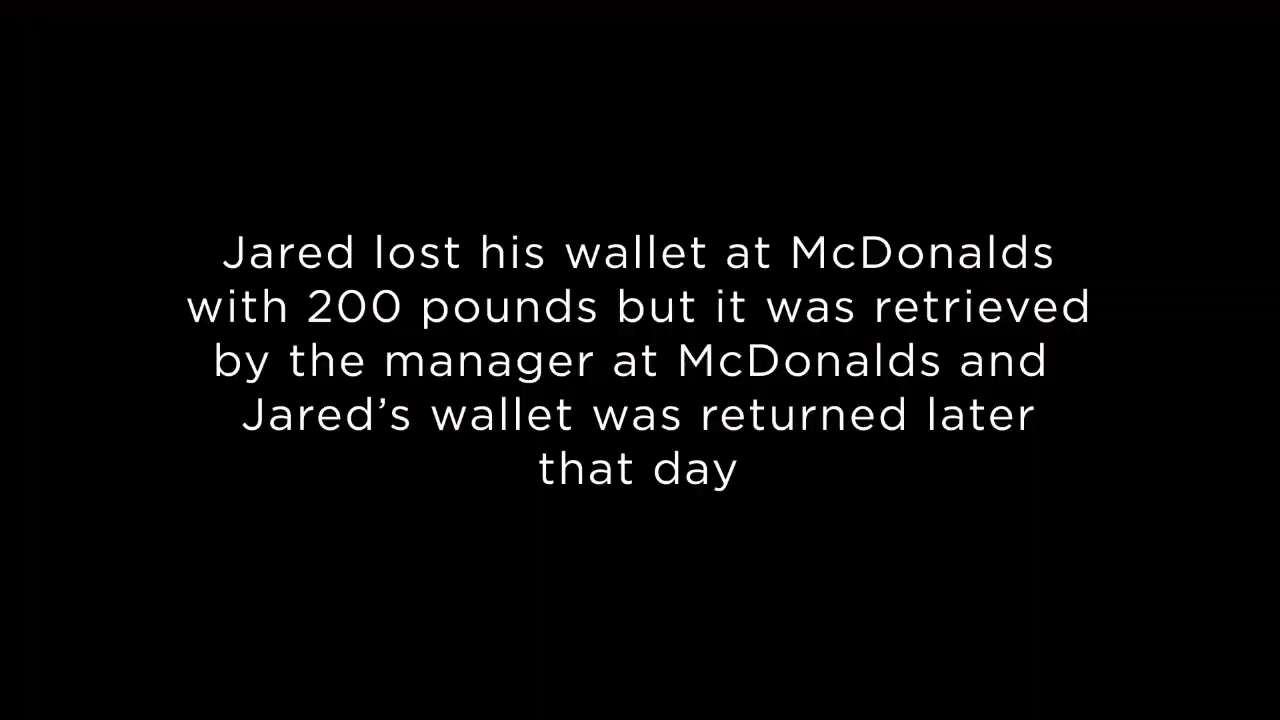 Jared lost his wallet at McDonalds
with 200 pounds but it was retrieved
by the manager at McDonalds and
Jared’s wallet was returned later
that day